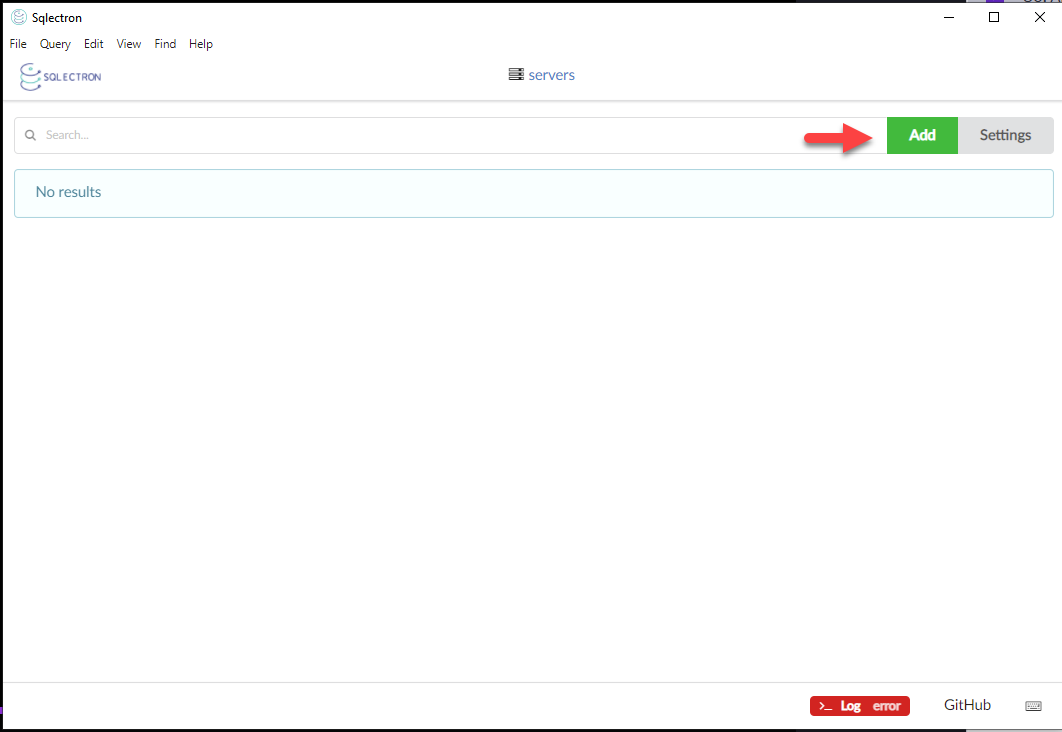 Sqlectron
File Query Edit View Find Help
SQLECTRON
servers
Search...
Add
Settings
No results
>_ Log error
GitHub